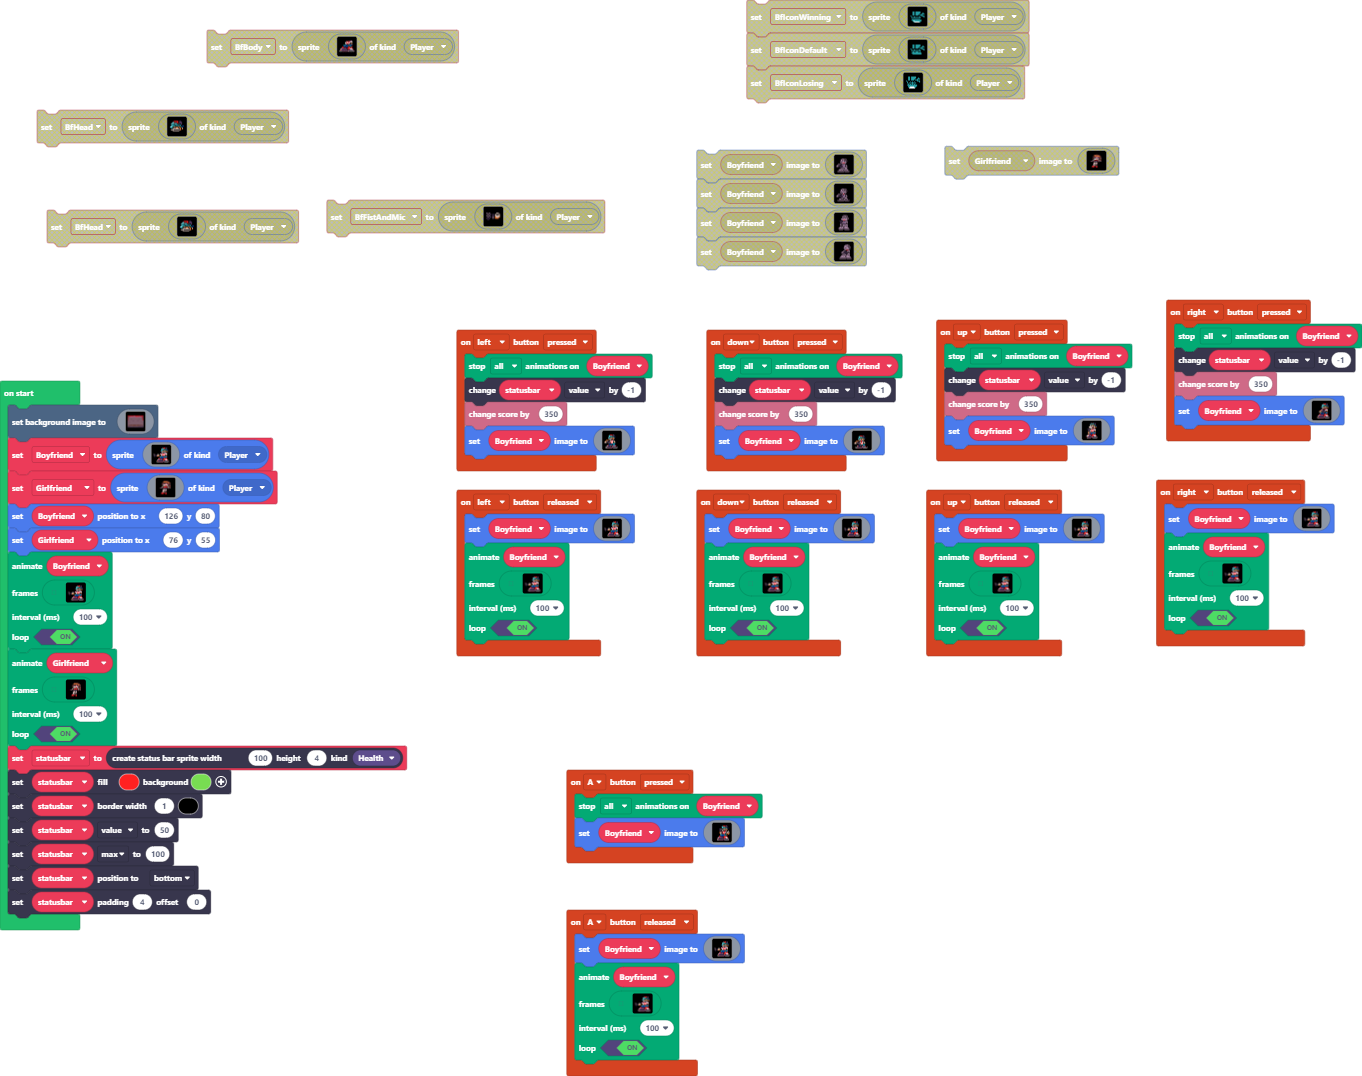 set BfIconWinning to sprite of kind Player
set BfIconDefault to sprite of kind Player
set BfIconLosing to sprite of kind Player
set BfBody to sprite of kind Player
set BfHead to sprite of kind Player
set BfHead to sprite of kind Player
set BfFistAndMic to sprite of kind Player
set Boyfriend image to
set Boyfriend image to
set Boyfriend image to
set Boyfriend image to
set Girlfriend image to
on start
set background image to
set Boyfriend to sprite of kind Player
set Girlfriend to sprite of kind Player
set Boyfriend position to x 126 y 80
set Girlfriend position to x 76 y 55
animate Boyfriend
frames
interval (ms) 100
loop ON
animate Girlfriend
frames
interval (ms) 100
loop ON
set statusbar to create status bar sprite width 100 height 4 kind Health
set statusbar fill background
set statusbar border width 1
set statusbar value to 50
set statusbar max to 100
set statusbar position to bottom
set statusbar padding 4 offset 0
on left button pressed
stop all animations on Boyfriend
change statusbar value by -1
change score by 350
set Boyfriend image to
on down button pressed
stop all animations on Boyfriend
change statusbar value by -1
change score by 350
set Boyfriend image to
on up button pressed
stop all animations on Boyfriend
change statusbar value by -1
change score by 350
set Boyfriend image to
on right button pressed
stop all animations on Boyfriend
change statusbar value by -1
change score by 350
set Boyfriend image to
on left button released
set Boyfriend image to
animate Boyfriend
frames
interval (ms) 100
loop ON
on down button released
set Boyfriend image to
animate Boyfriend
frames
interval (ms) 100
loop ON
on up button released
set Boyfriend image to
animate Boyfriend
frames
interval (ms) 100
loop ON
on right button released
set Boyfriend image to
animate Boyfriend
frames
interval (ms) 100
loop ON
on A button pressed
stop all animations on Boyfriend
set Boyfriend image to
on A button released
set Boyfriend image to
animate Boyfriend
frames
interval (ms) 100
loop ON